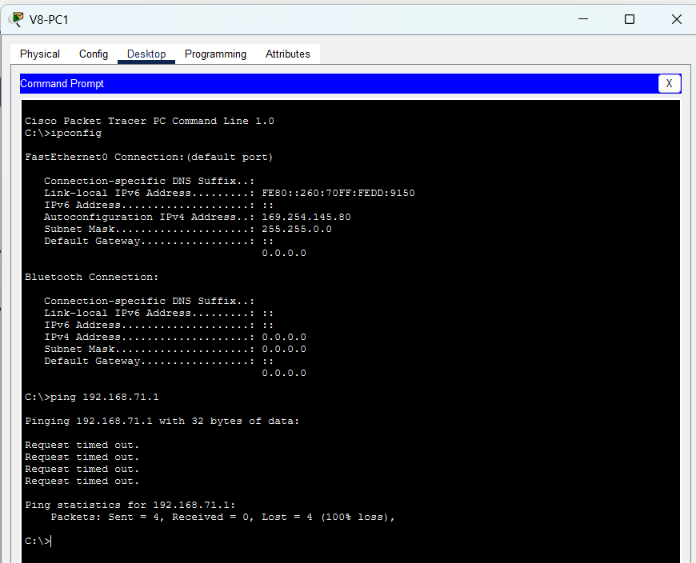 V8-PC1
Physical Config Desktop Programming Attributes
Command Prompt X
Cisco Packet Tracer PC Command Line 1.0
C:\>ipconfig
FastEthernet0 Connection:(default port)
Connection-specific DNS Suffix..:
Link-local IPv6 Address.........: FE80::260:70FF:FEDD:9150
IPv6 Address....................: ::
Autoconfiguration IPv4 Address..: 169.254.145.80
Subnet Mask.....................: 255.255.0.0
Default Gateway.................: ::
0.0.0.0
Bluetooth Connection:
Connection-specific DNS Suffix..:
Link-local IPv6 Address.........: ::
IPv6 Address....................: ::
IPv4 Address....................: 0.0.0.0
Subnet Mask.....................: 0.0.0.0
Default Gateway.................: ::
0.0.0.0
C:\>ping 192.168.71.1
Pinging 192.168.71.1 with 32 bytes of data:
Request timed out.
Request timed out.
Request timed out.
Request timed out.
Ping statistics for 192.168.71.1:
Packets: Sent = 4, Received = 0, Lost = 4 (100% loss),
C:\>